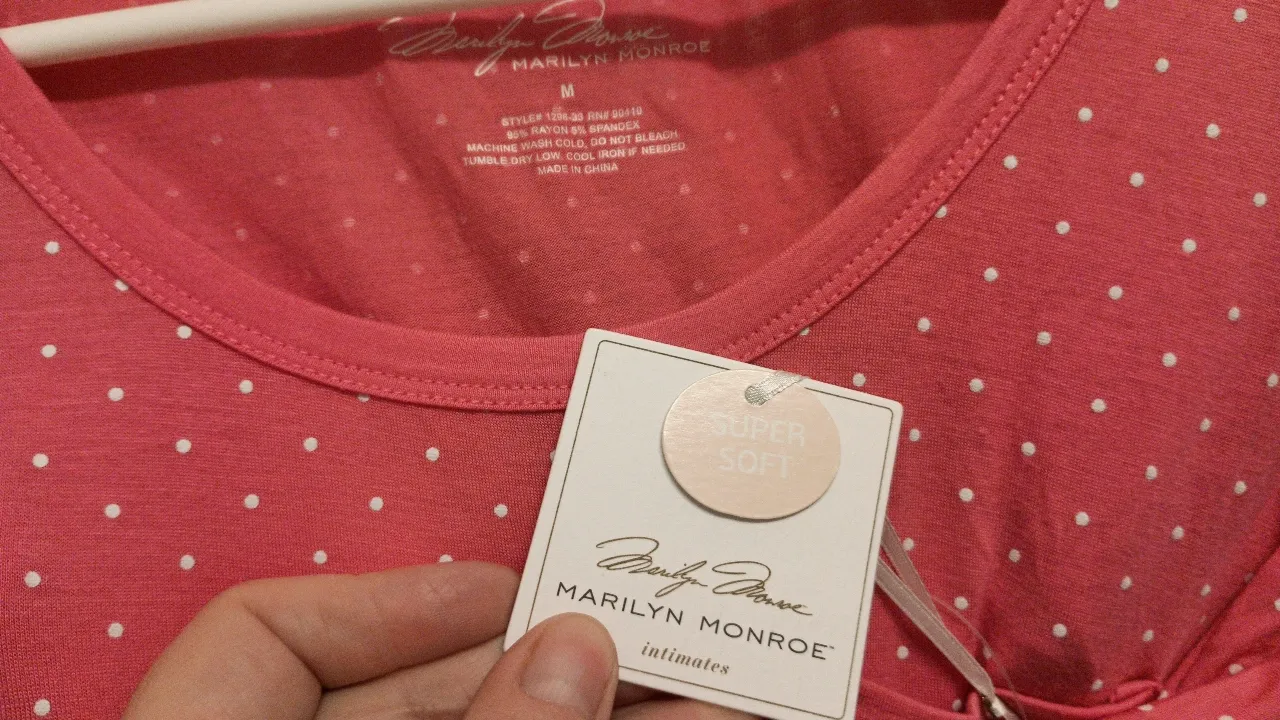 Marilyn Monroe
MARILYN MONROE
M
STYLE# 1298-33 RN# 90419
95% RAYON 5% SPANDEX
MACHINE WASH COLD, DO NOT BLEACH
TUMBLE DRY LOW, COOL IRON IF NEEDED
MADE IN CHINA
SUPER
SOFT
Marilyn Monroe
MARILYN MONROE™
intimates